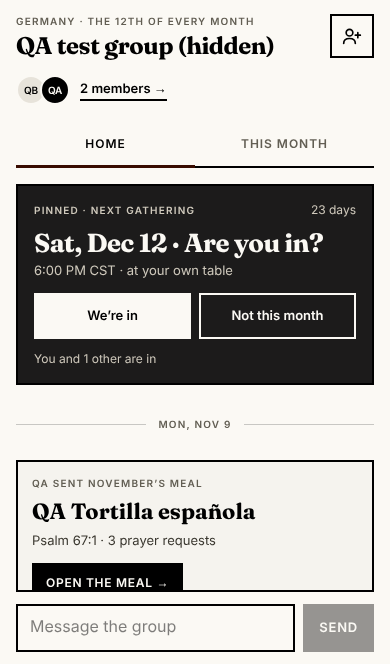 GERMANY · THE 12TH OF EVERY MONTH
QA test group (hidden)
QB QA 2 members →
HOME THIS MONTH
PINNED · NEXT GATHERING 23 days
Sat, Dec 12 · Are you in?
6:00 PM CST · at your own table
We’re in Not this month
You and 1 other are in
MON, NOV 9
QA SENT NOVEMBER’S MEAL
QA Tortilla española
Psalm 67:1 · 3 prayer requests
OPEN THE MEAL →
Message the group SEND